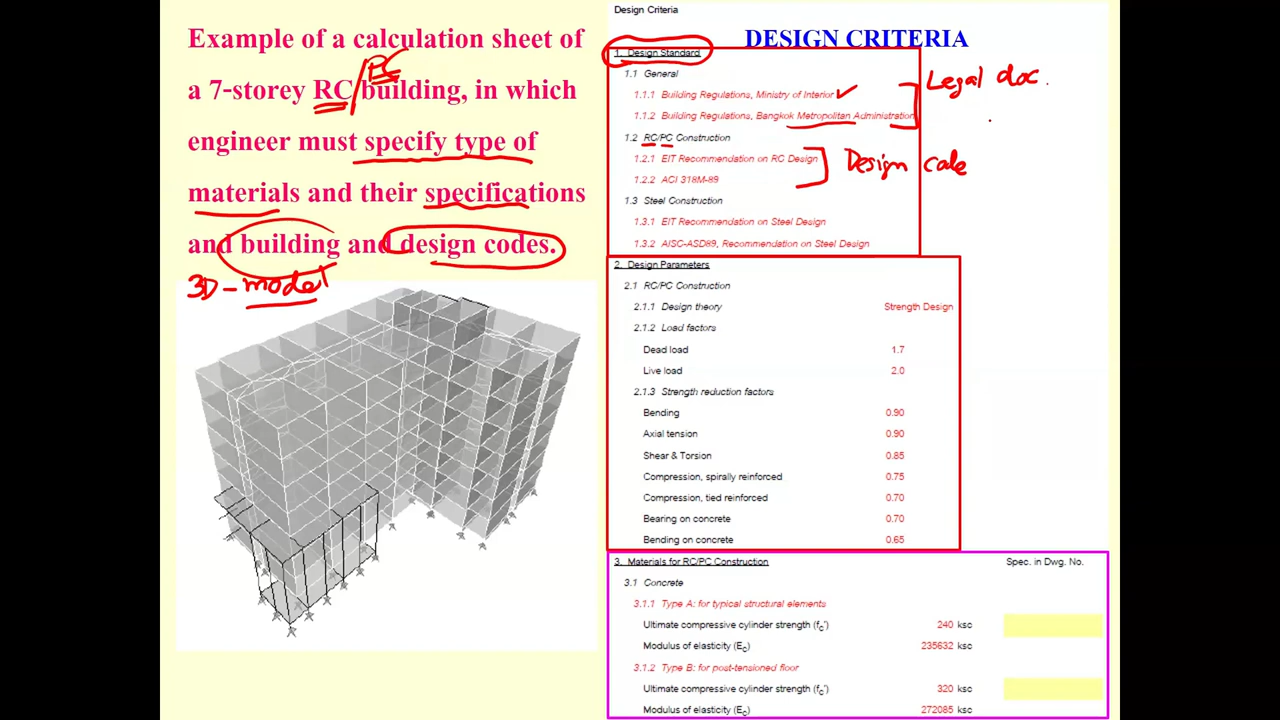 Example of a calculation sheet of
PC
a 7-storey RC/building, in which
engineer must specify type of
materials and their specifications
and building and design codes.
3D-model
Design Criteria
DESIGN CRITERIA
1. Design Standard
1.1 General
1.1.1 Building Regulations, Ministry of Interior
Legal doc.
1.1.2 Building Regulations, Bangkok Metropolitan Administration
1.2 RC/PC Construction
1.2.1 EIT Recommendation on RC Design
Design code
1.2.2 ACI 318M-89
1.3 Steel Construction
1.3.1 EIT Recommendation on Steel Design
1.3.2 AISC-ASD89, Recommendation on Steel Design
2. Design Parameters
2.1 RC/PC Construction
2.1.1 Design theory Strength Design
2.1.2 Load factors
Dead load 1.7
Live load 2.0
2.1.3 Strength reduction factors
Bending 0.90
Axial tension 0.90
Shear & Torsion 0.85
Compression, spirally reinforced 0.75
Compression, tied reinforced 0.70
Bearing on concrete 0.70
Bending on concrete 0.65
3. Materials for RC/PC Construction Spec. in Dwg. No.
3.1 Concrete
3.1.1 Type A: for typical structural elements
Ultimate compressive cylinder strength (fc') 240 ksc
Modulus of elasticity (Ec) 235632 ksc
3.1.2 Type B: for post-tensioned floor
Ultimate compressive cylinder strength (fc') 320 ksc
Modulus of elasticity (Ec) 272085 ksc